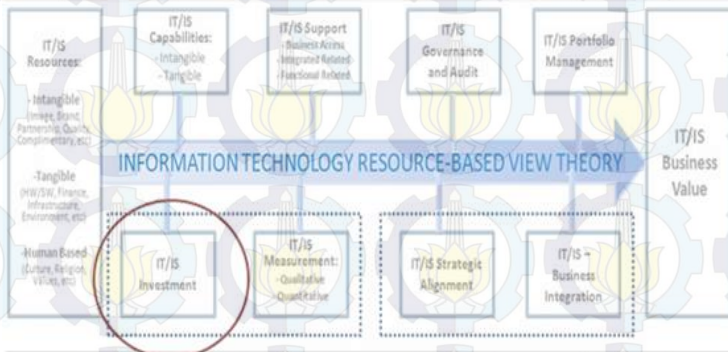 IT/IS
Resources:
- Intangible
(Image, Brand,
Partnership, Quality,
Complimentary, etc)
-Tangible
(HW/SW, Finance,
Infrastructure,
Environment, etc)
-Human Based
(Culture, Religion,
Values, etc)
IT/IS
Capabilities:
- Intangible
- Tangible
IT/IS Support
- Business Access
- Integrated Related
- Functional Related
IT/IS
Governance
and Audit
IT/IS Portfolio
Management
INFORMATION TECHNOLOGY RESOURCE-BASED VIEW THEORY
IT/IS
Investment
IT/IS
Measurement:
- Qualitative
- Quantitative
IT/IS Strategic
Alignment
IT/IS –
Business
Integration
IT/IS
Business
Value